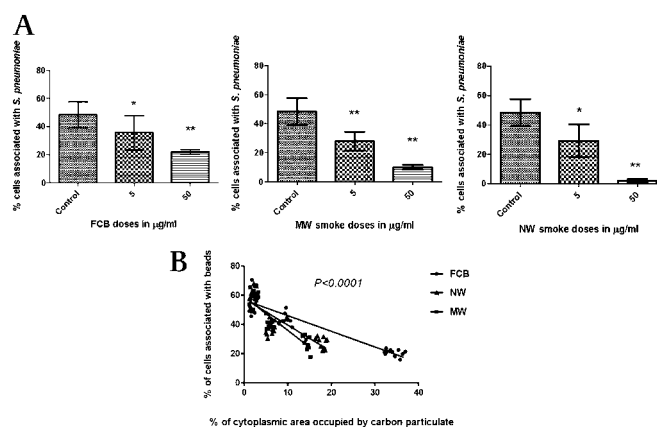 A
% cells associated with S. pneumoniae
80
60
40
20
0
* **
Control 5 50
FCB doses in µg/ml
% cells associated with S. pneumoniae
80
60
40
20
0
** **
Control 5 50
MW smoke doses in µg/ml
% cells associated with S. pneumoniae
80
60
40
20
0
* **
Control 5 50
NW smoke doses in µg/ml
B
% of cells associated with beads
80
60
40
20
0
P<0.0001
FCB
NW
MW
0 10 20 30 40
% of cytoplasmic area occupied by carbon particulate